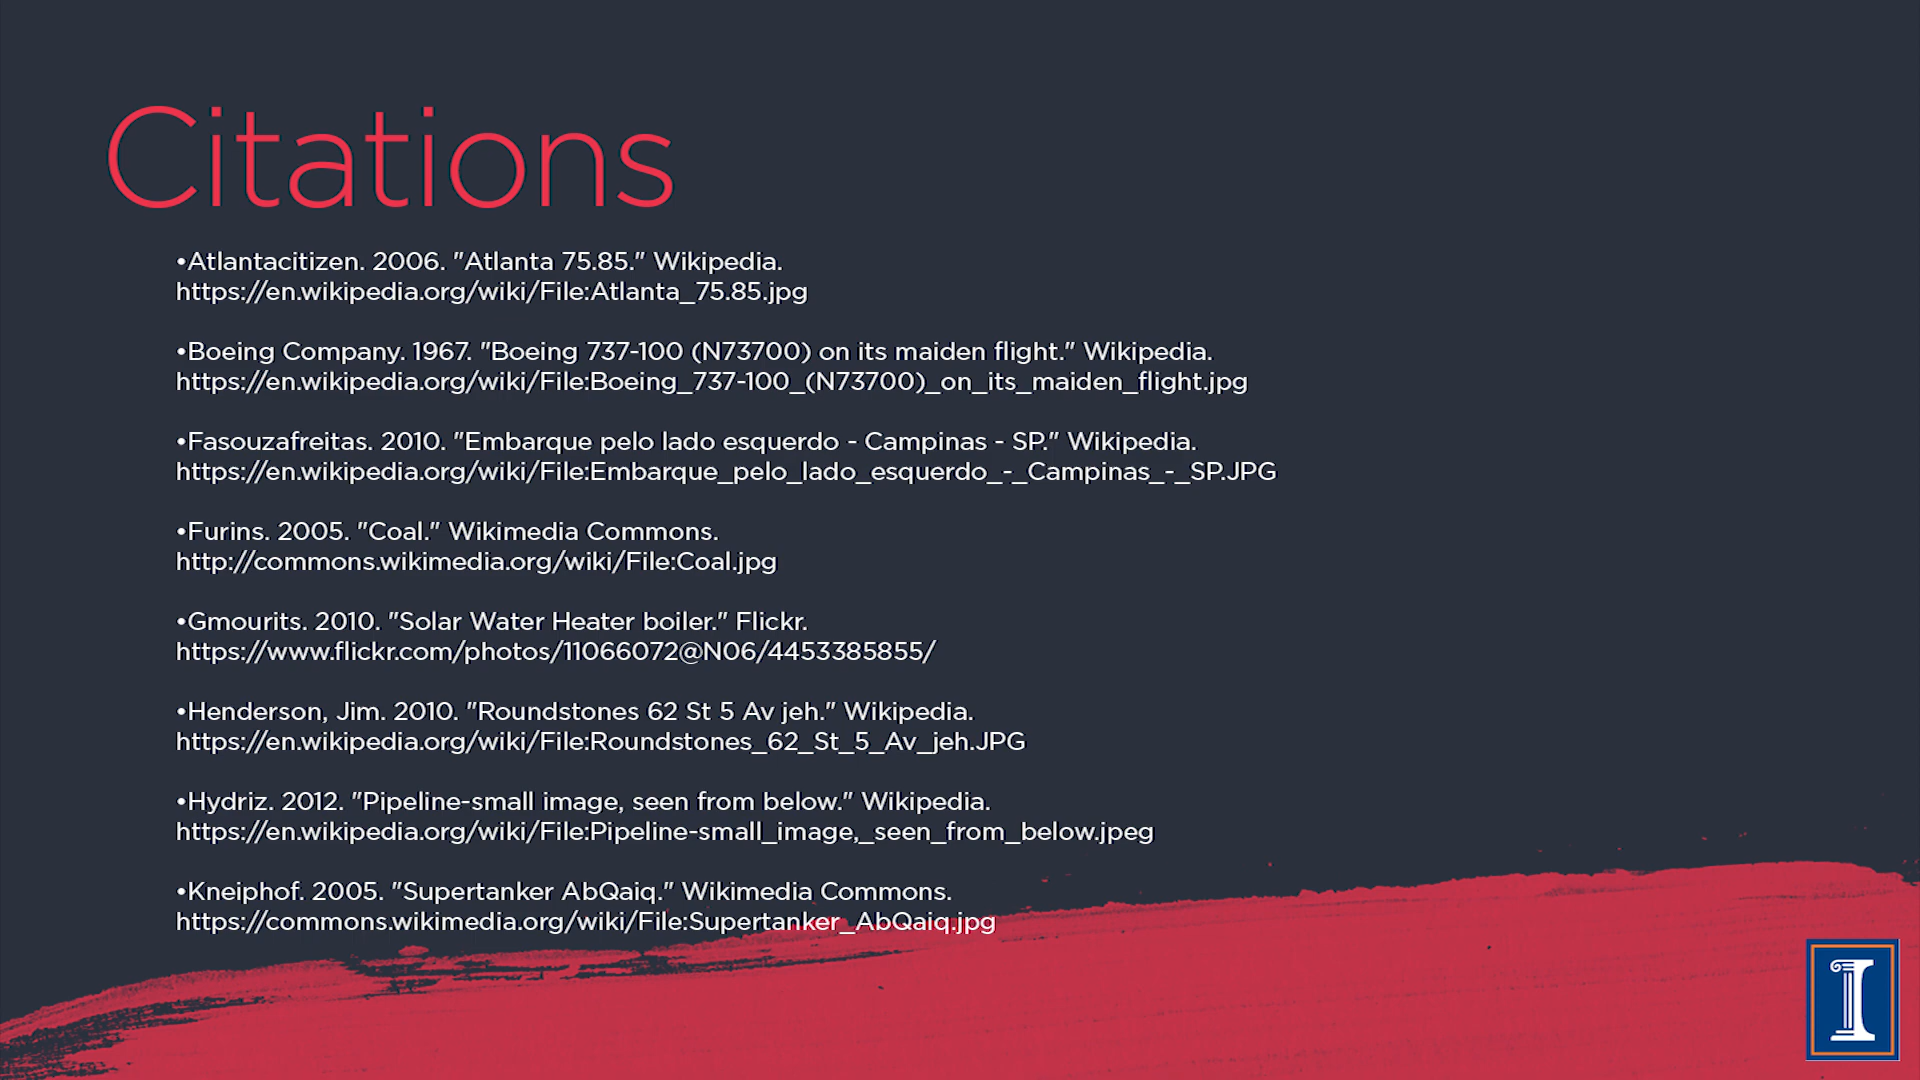 Citations
•Atlantacitizen. 2006. "Atlanta 75.85." Wikipedia.
https://en.wikipedia.org/wiki/File:Atlanta_75.85.jpg
•Boeing Company. 1967. "Boeing 737-100 (N73700) on its maiden flight." Wikipedia.
https://en.wikipedia.org/wiki/File:Boeing_737-100_(N73700)_on_its_maiden_flight.jpg
•Fasouzafreitas. 2010. "Embarque pelo lado esquerdo - Campinas - SP." Wikipedia.
https://en.wikipedia.org/wiki/File:Embarque_pelo_lado_esquerdo_-_Campinas_-_SP.JPG
•Furins. 2005. "Coal." Wikimedia Commons.
http://commons.wikimedia.org/wiki/File:Coal.jpg
•Gmourits. 2010. "Solar Water Heater boiler." Flickr.
https://www.flickr.com/photos/11066072@N06/4453385855/
•Henderson, Jim. 2010. "Roundstones 62 St 5 Av jeh." Wikipedia.
https://en.wikipedia.org/wiki/File:Roundstones_62_St_5_Av_jeh.JPG
•Hydriz. 2012. "Pipeline-small image, seen from below." Wikipedia.
https://en.wikipedia.org/wiki/File:Pipeline-small_image,_seen_from_below.jpeg
•Kneiphof. 2005. "Supertanker AbQaiq." Wikimedia Commons.
https://commons.wikimedia.org/wiki/File:Supertanker_AbQaiq.jpg
I